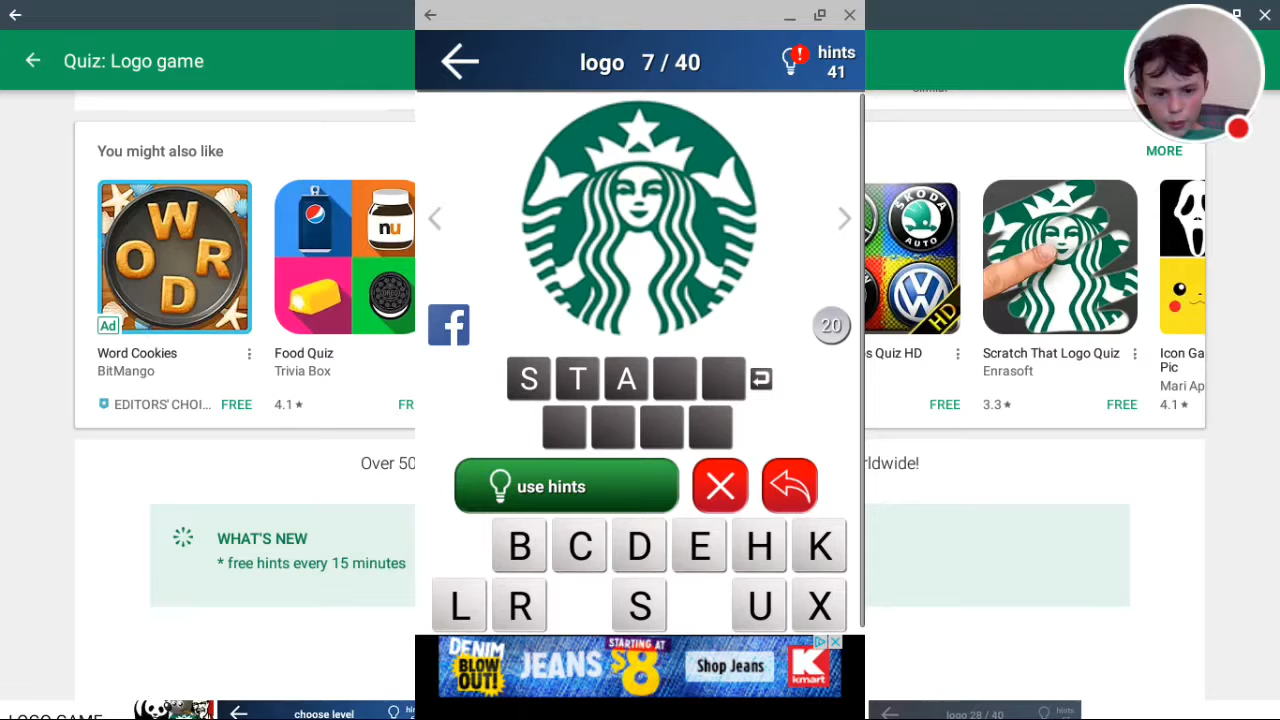 Quiz: Logo game
logo 7 / 40
hints
41
You might also like
MORE
W
O R
D
Ad
Word Cookies
BitMango
EDITORS' CHOI... FREE
nu
Food Quiz
Trivia Box
4.1 FR
20
S T A
use hints
B C D E H K
L R S U X
SKODA
AUTO
HD
s Quiz HD
FREE
Scratch That Logo Quiz
Enrasoft
3.3 FREE
Icon Ga
Pic
Mari Ap
4.1
Over 50
rldwide!
WHAT'S NEW
* free hints every 15 minutes
DENIM
BLOW
OUT!
JEANS
STARTING AT
$8
Shop Jeans
K
kmart
LOGO GAME
choose level
logo 28 / 40
hints